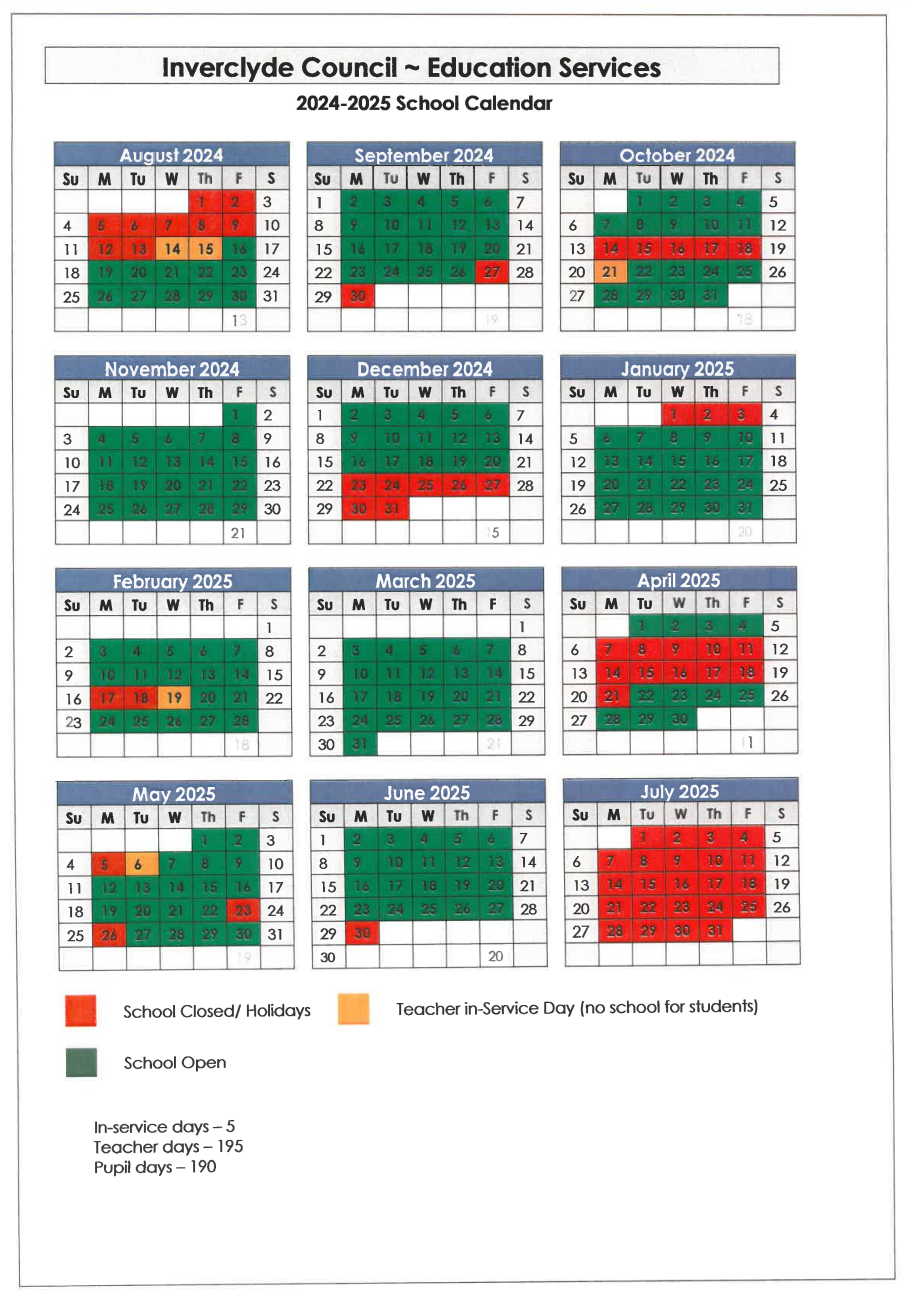 Inverclyde Council ~ Education Services
2024-2025 School Calendar
August 2024
Su M Tu W Th F S
1 2 3
4 5 6 7 8 9 10
11 12 13 14 15 16 17
18 19 20 21 22 23 24
25 26 27 28 29 30 31
13
September 2024
Su M Tu W Th F S
1 2 3 4 5 6 7
8 9 10 11 12 13 14
15 16 17 18 19 20 21
22 23 24 25 26 27 28
29 30
19
October 2024
Su M Tu W Th F S
1 2 3 4 5
6 7 8 9 10 11 12
13 14 15 16 17 18 19
20 21 22 23 24 25 26
27 28 29 30 31
18
November 2024
Su M Tu W Th F S
1 2
3 4 5 6 7 8 9
10 11 12 13 14 15 16
17 18 19 20 21 22 23
24 25 26 27 28 29 30
21
December 2024
Su M Tu W Th F S
1 2 3 4 5 6 7
8 9 10 11 12 13 14
15 16 17 18 19 20 21
22 23 24 25 26 27 28
29 30 31
15
January 2025
Su M Tu W Th F S
1 2 3 4
5 6 7 8 9 10 11
12 13 14 15 16 17 18
19 20 21 22 23 24 25
26 27 28 29 30 31
20
February 2025
Su M Tu W Th F S
1
2 3 4 5 6 7 8
9 10 11 12 13 14 15
16 17 18 19 20 21 22
23 24 25 26 27 28
18
March 2025
Su M Tu W Th F S
1
2 3 4 5 6 7 8
9 10 11 12 13 14 15
16 17 18 19 20 21 22
23 24 25 26 27 28 29
30 31 21
April 2025
Su M Tu W Th F S
1 2 3 4 5
6 7 8 9 10 11 12
13 14 15 16 17 18 19
20 21 22 23 24 25 26
27 28 29 30
11
May 2025
Su M Tu W Th F S
1 2 3
4 5 6 7 8 9 10
11 12 13 14 15 16 17
18 19 20 21 22 23 24
25 26 27 28 29 30 31
19
June 2025
Su M Tu W Th F S
1 2 3 4 5 6 7
8 9 10 11 12 13 14
15 16 17 18 19 20 21
22 23 24 25 26 27 28
29 30
30 20
July 2025
Su M Tu W Th F S
1 2 3 4 5
6 7 8 9 10 11 12
13 14 15 16 17 18 19
20 21 22 23 24 25 26
27 28 29 30 31
School Closed/ Holidays
Teacher in-Service Day (no school for students)
School Open
In-service days – 5
Teacher days – 195
Pupil days – 190